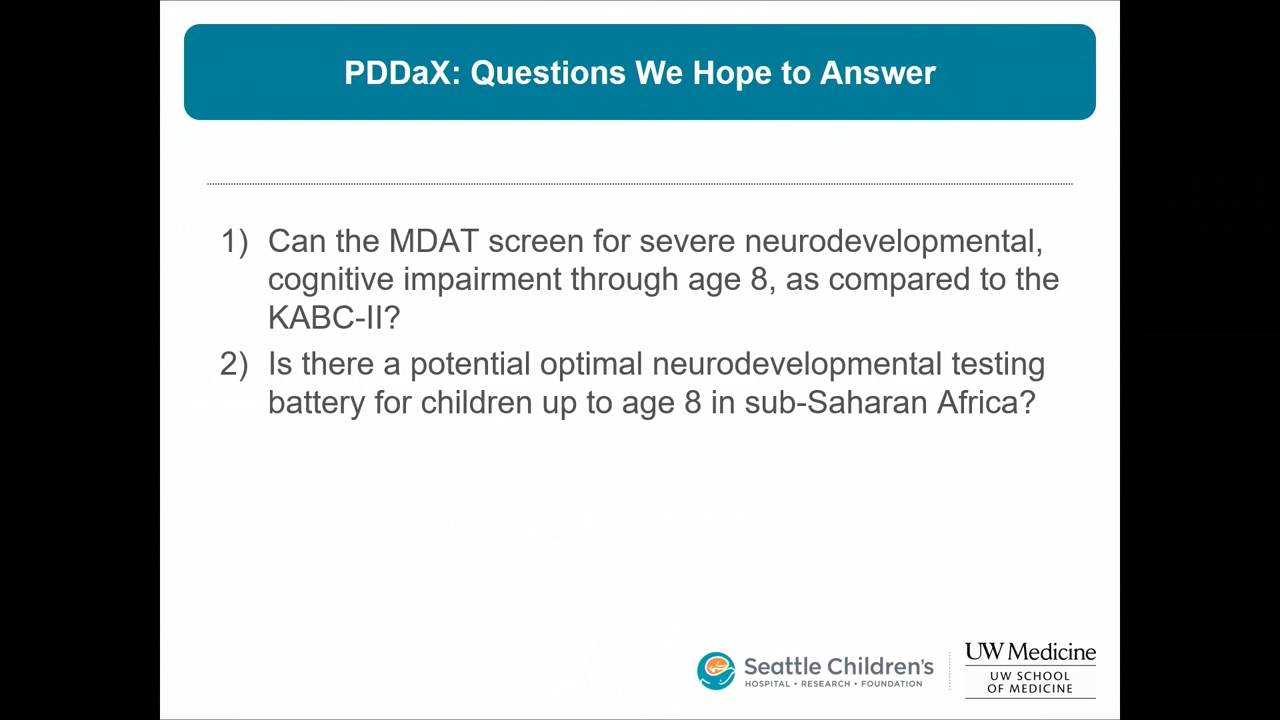 PDDaX: Questions We Hope to Answer
1) Can the MDAT screen for severe neurodevelopmental,
cognitive impairment through age 8, as compared to the
KABC-II?
2) Is there a potential optimal neurodevelopmental testing
battery for children up to age 8 in sub-Saharan Africa?
Seattle Children's
HOSPITAL • RESEARCH • FOUNDATION
UW Medicine
UW SCHOOL
OF MEDICINE